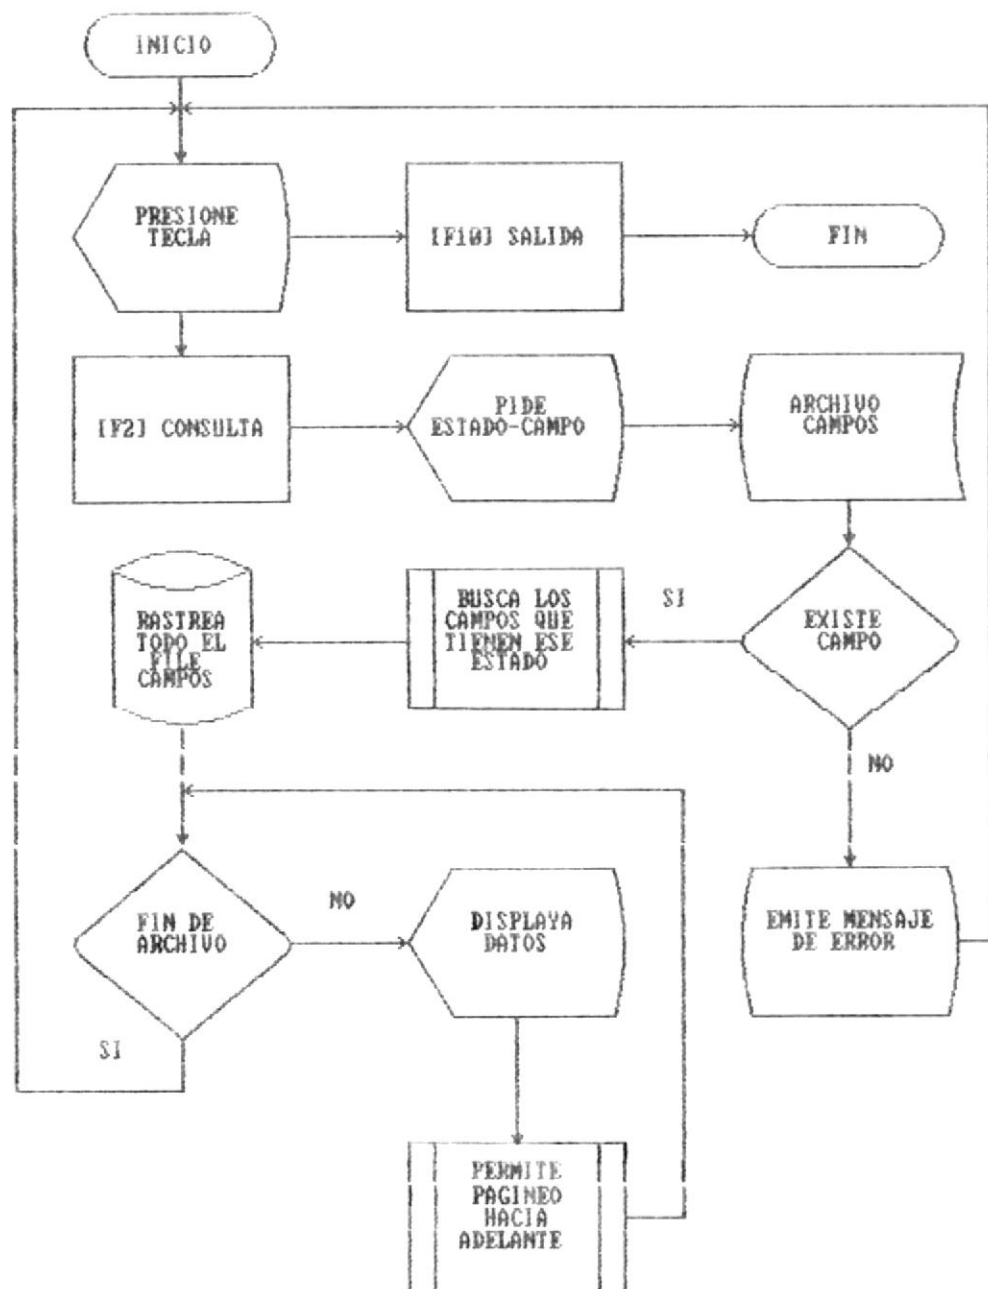 INICIO
PRESIONE
TECLA
[F10] SALIDA
FIN
[F2] CONSULTA
PIDE
ESTADO-CAMPO
ARCHIVO
CAMPOS
RASTREA
TODO EL
FILE
CAMPOS
BUSCA LOS
CAMPOS QUE
TIENEN ESE
ESTADO
SI
EXISTE
CAMPO
NO
FIN DE
ARCHIVO
NO
DISPLAYA
DATOS
EMITE MENSAJE
DE ERROR
SI
PERMITE
PAGINEO
HACIA
ADELANTE